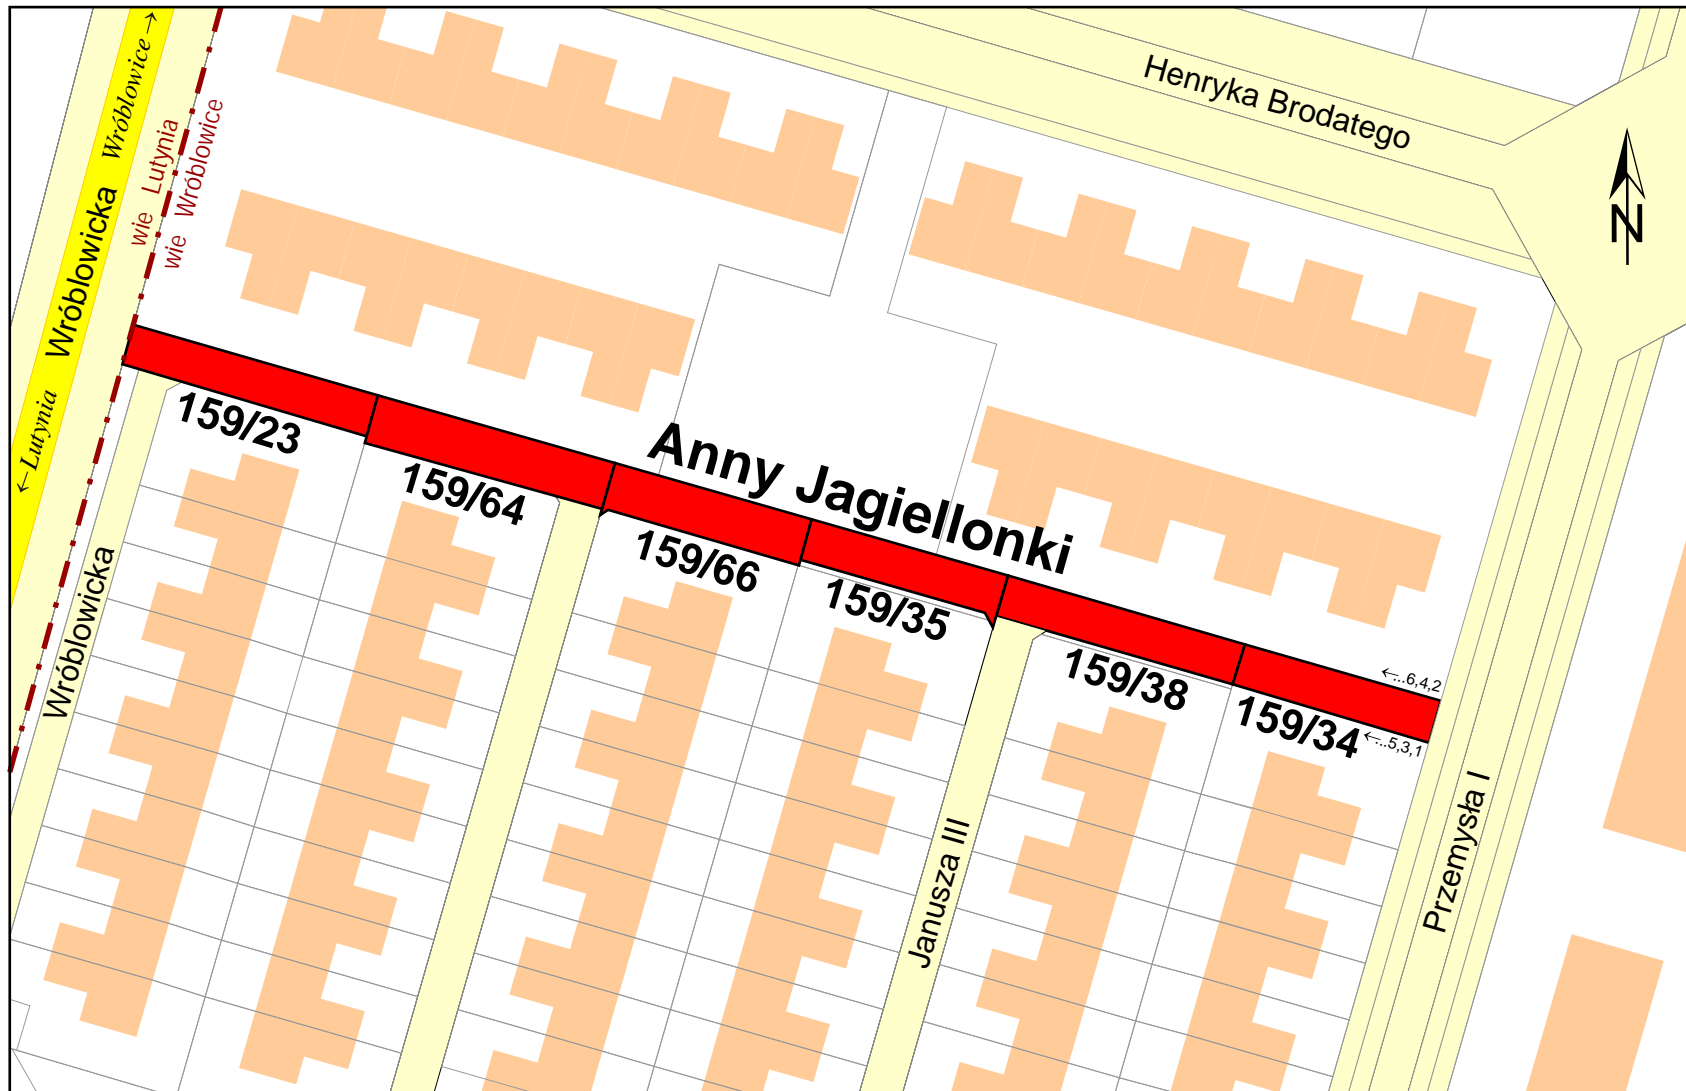 Henryka Brodatego
N
Wróblowice →
Wróblowicka
← Lutynia
wie Lutynia
wie Wróblowice
Anny Jagiellonki
159/23
159/64
159/66
159/35
159/38
159/34
←...6,4,2
←...5,3,1
Wróblowicka
Janusza III
Przemysła I